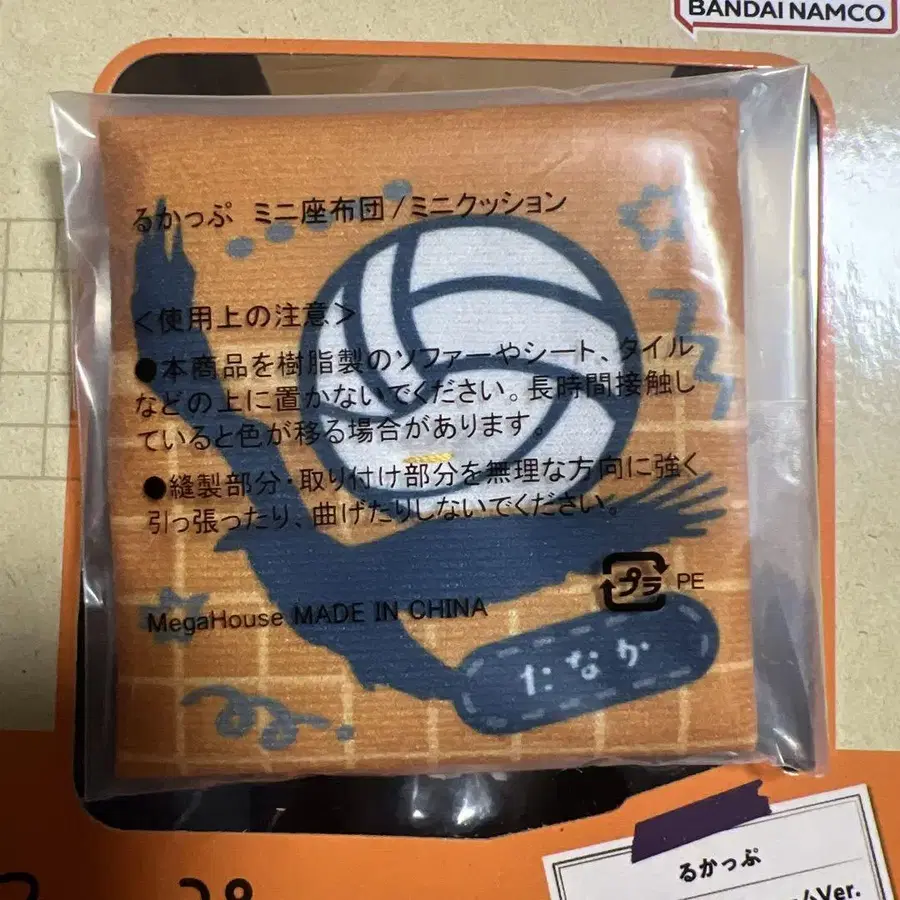 BANDAI NAMCO
るかっぷ ミニ座布団/ミニクッション
<使用上の注意>
●本商品を樹脂製のソファーやシート、タイル
などの上に置かないでください。長時間接触し
ていると色が移る場合があります。
●縫製部分・取り付け部分を無理な方向に強く
引っ張ったり、曲げたりしないでください。
プラ PE
MegaHouse MADE IN CHINA
たなか
るかっぷ
Ver.